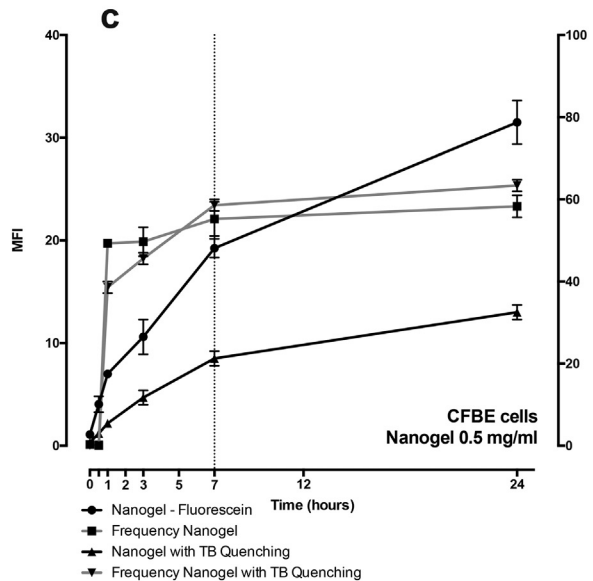 C
40
100
30
80
60
MFI
20
40
10
20
CFBE cells
Nanogel 0.5 mg/ml
0
0
0 1 2 3 5 7 12 24
Time (hours)
Nanogel - Fluorescein
Frequency Nanogel
Nanogel with TB Quenching
Frequency Nanogel with TB Quenching